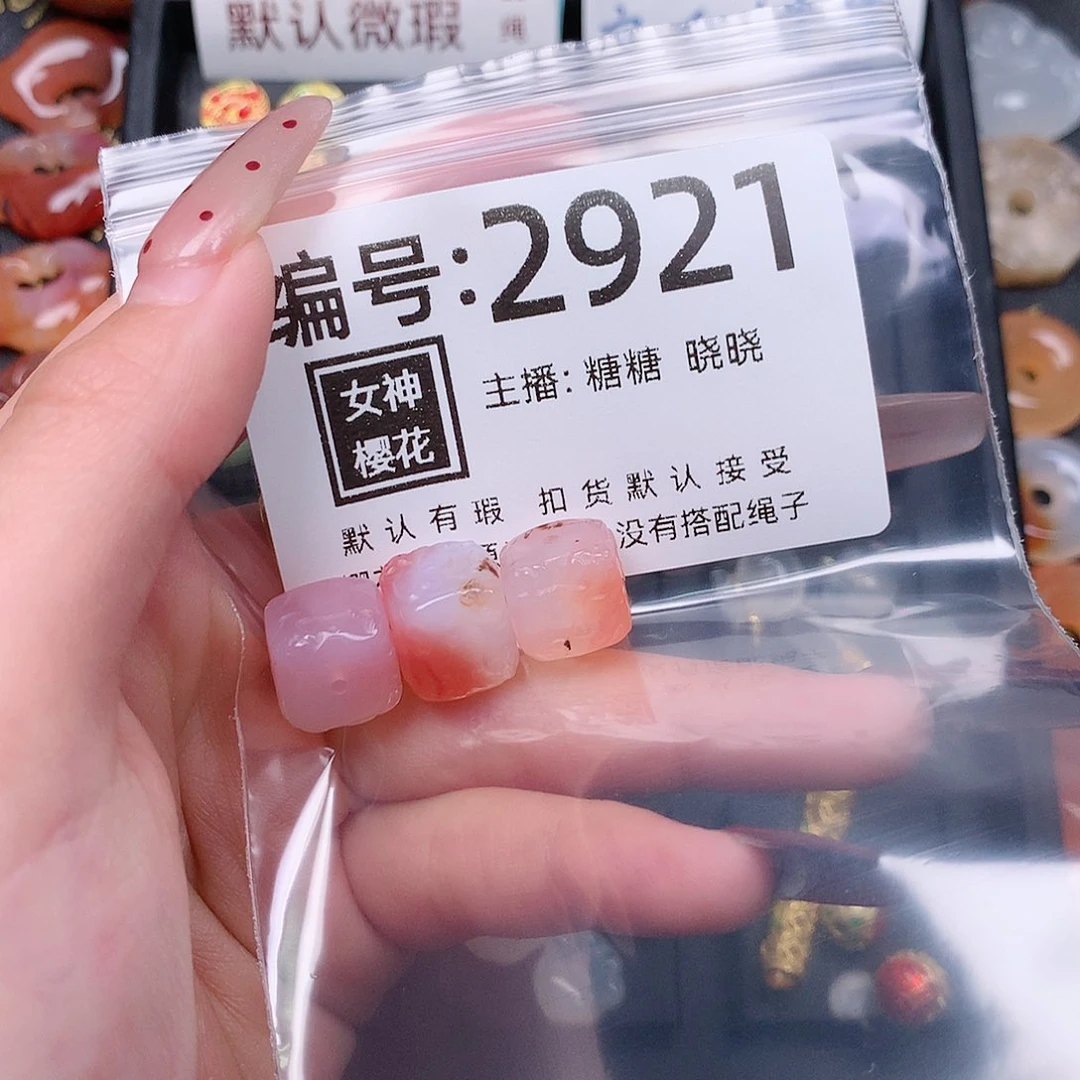 默认微瑕
绳
编号:2921
女神
樱花
主播: 糖糖 晓晓
默认有瑕 扣货默认接受
没有搭配绳子